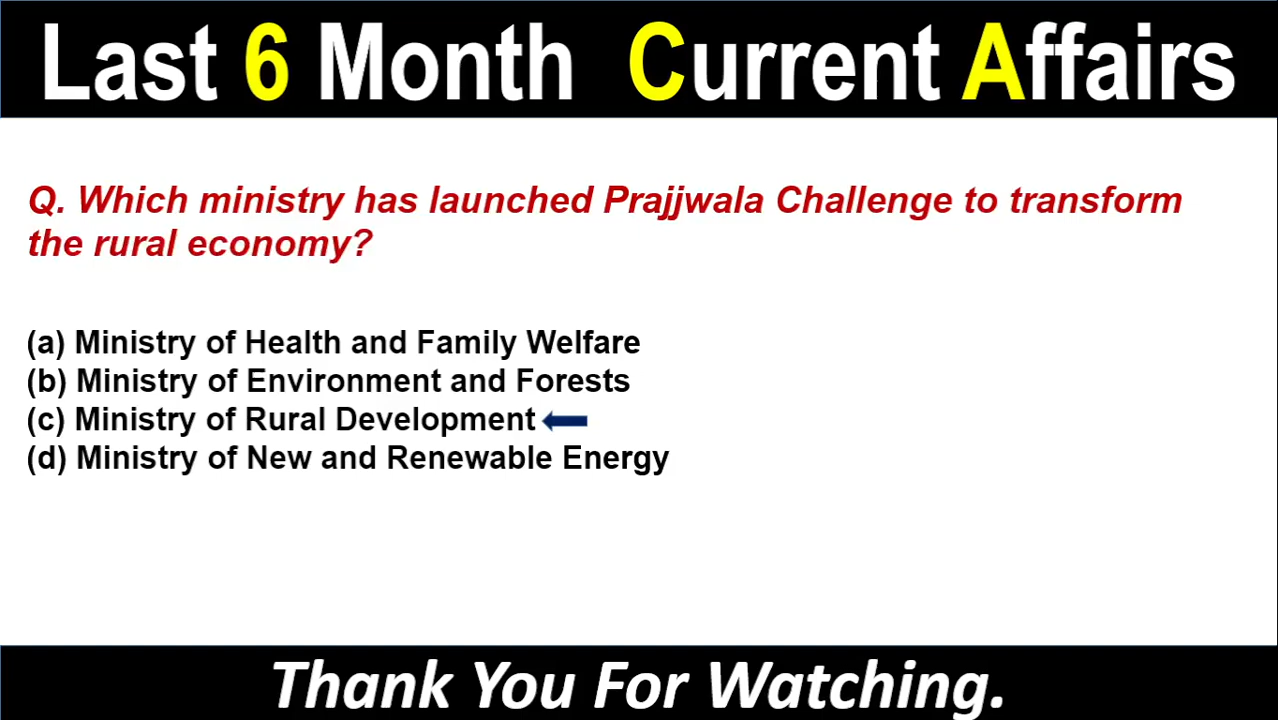 Last 6 Month Current Affairs
Q. Which ministry has launched Prajjwala Challenge to transform
the rural economy?
(a) Ministry of Health and Family Welfare
(b) Ministry of Environment and Forests
(c) Ministry of Rural Development
(d) Ministry of New and Renewable Energy
Thank You For Watching.